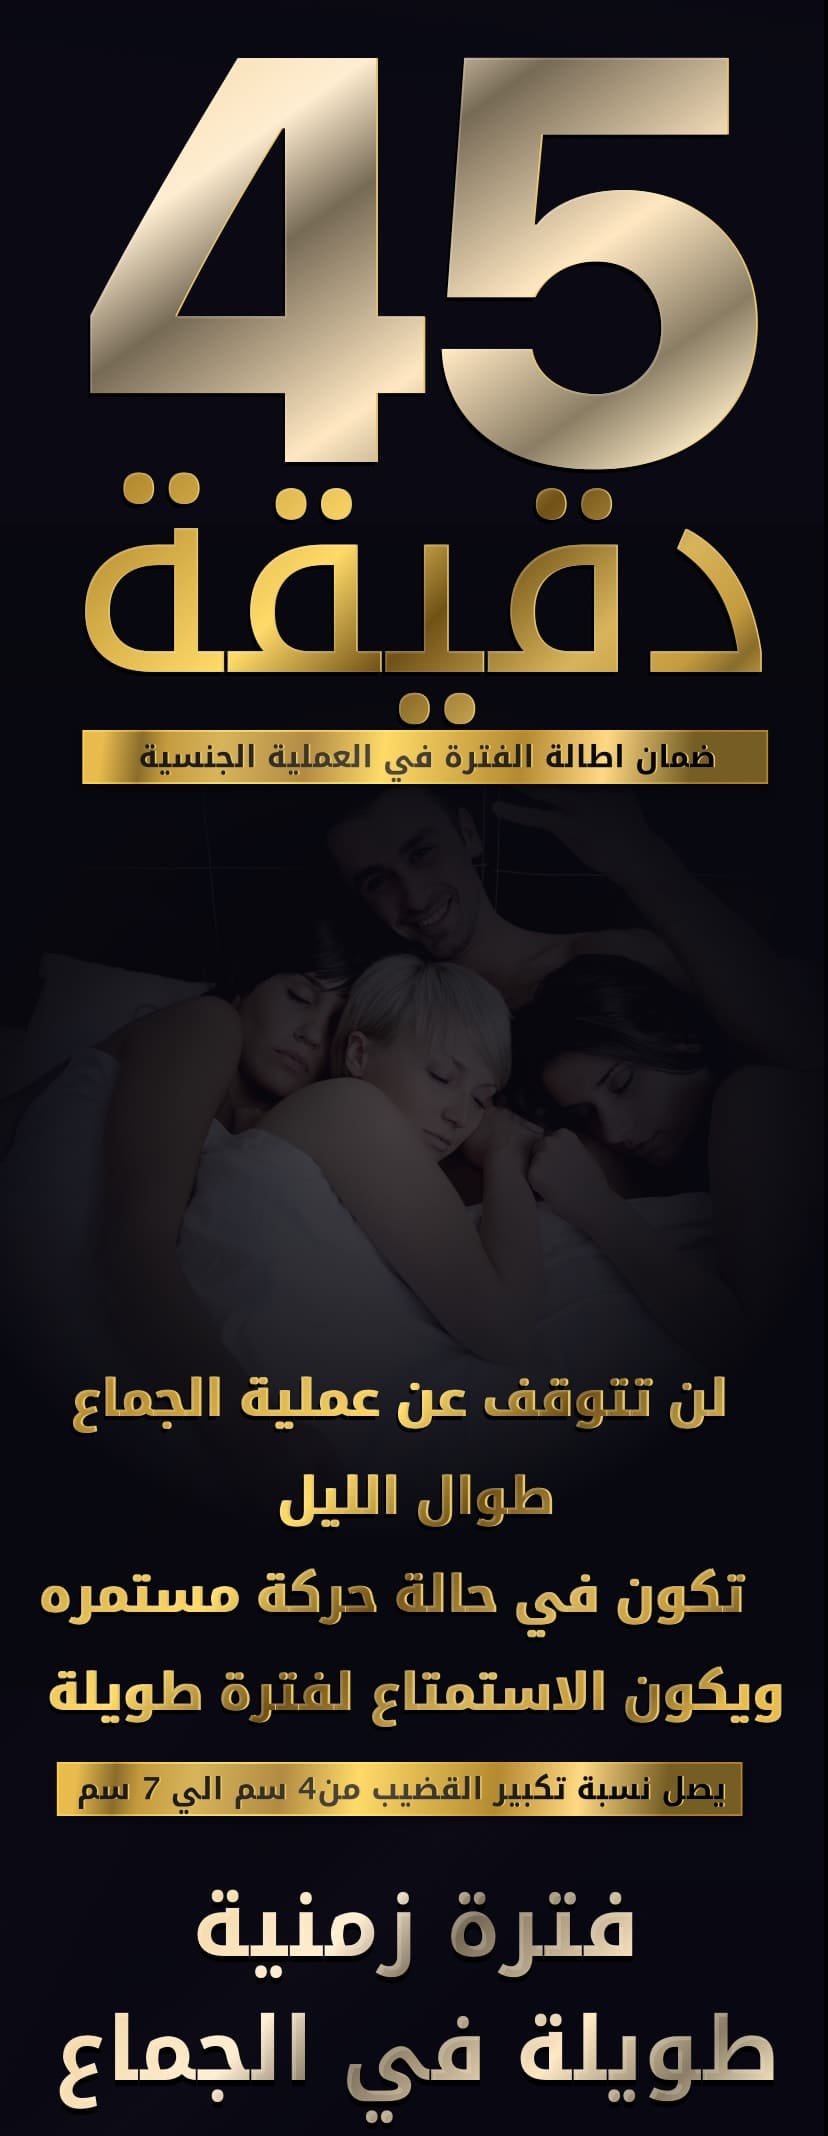 45
دقيقة
ضمان اطالة الفترة في العملية الجنسية
لن تتوقف عن عملية الجماع
طوال الليل
تكون في حالة حركة مستمره
ويكون الاستمتاع لفترة طويلة
يصل نسبة تكبير القضيب من4 سم الي 7 سم
فترة زمنية
طويلة في الجماع